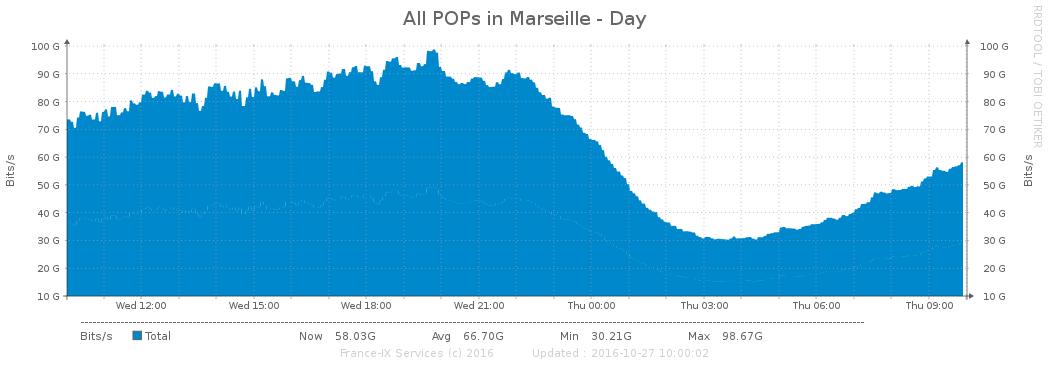 All POPs in Marseille - Day
RRDTOOL / TOBI OETIKER
Bits/s
100 G
90 G
80 G
70 G
60 G
50 G
40 G
30 G
20 G
10 G
100 G
90 G
80 G
70 G
60 G
50 G
40 G
30 G
20 G
10 G
Bits/s
Wed 12:00 Wed 15:00 Wed 18:00 Wed 21:00 Thu 00:00 Thu 03:00 Thu 06:00 Thu 09:00
Bits/s Total Now 58.03G Avg 66.70G Min 30.21G Max 98.67G
France-IX Services (c) 2016 Updated : 2016-10-27 10:00:02